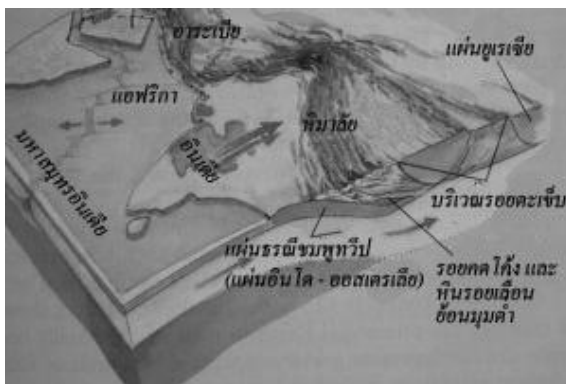 อาระเบีย
แผ่นยูเรเซีย
แอฟริกา
หิมาลัย
อินเดีย
มหาสมุทรอินเดีย
บริเวณรอยตะเข็บ
แผ่นธรณีชมพูทวีป
(แผ่นอินโด - ออสเตรเลีย)
รอยคดโค้ง และ
หินรอยเลื่อน
ย้อนมุมต่ำ